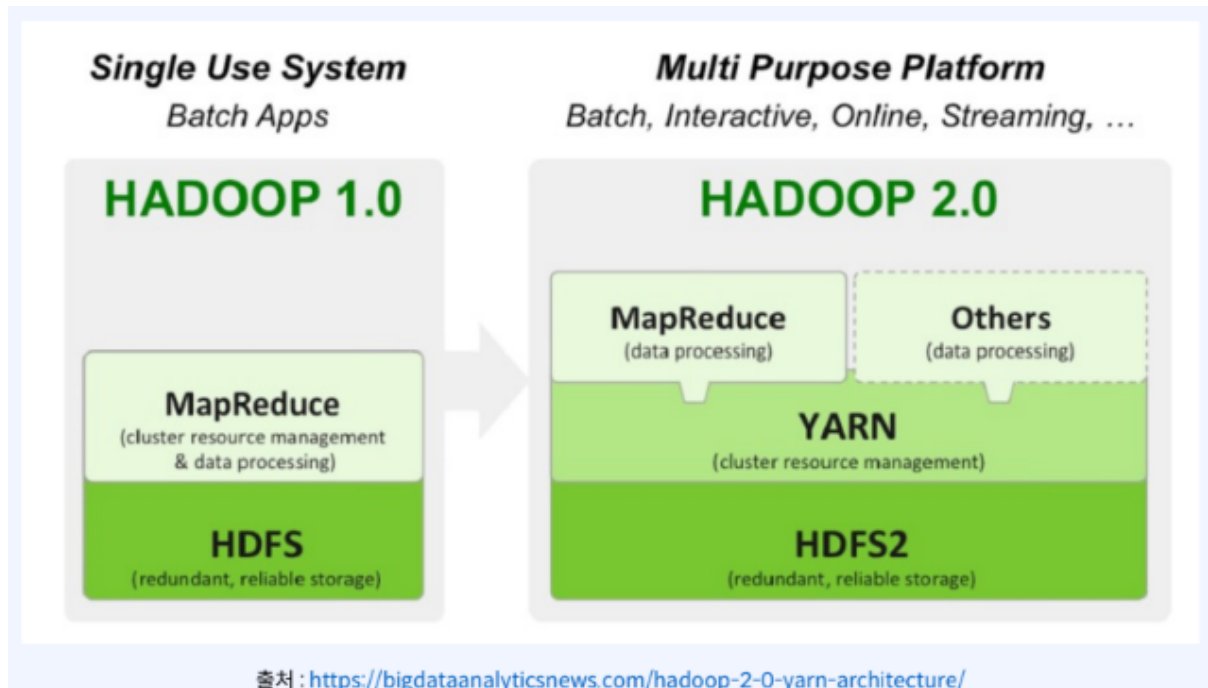 Single Use System
Batch Apps
HADOOP 1.0
MapReduce
(cluster resource management
& data processing)
HDFS
(redundant, reliable storage)
Multi Purpose Platform
Batch, Interactive, Online, Streaming, ...
HADOOP 2.0
MapReduce
(data processing)
Others
(data processing)
YARN
(cluster resource management)
HDFS2
(redundant, reliable storage)
출처 : https://bigdataanalyticsnews.com/hadoop-2-0-yarn-architecture/